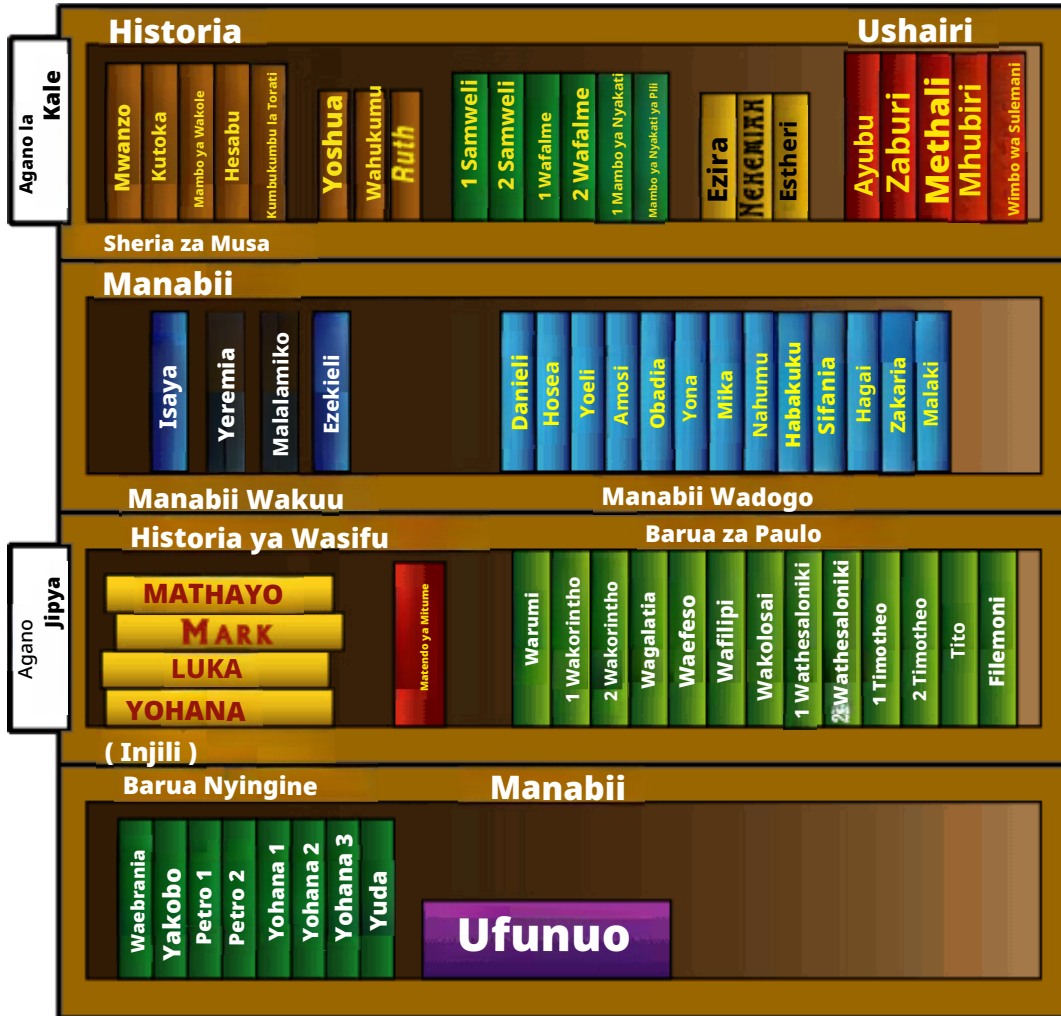 Historia
Ushairi
Agano la
Kale
Mwanzo
Kutoka
Mambo ya Wakole
Hesabu
Kumbukumbu la Torati
Yoshua
Wahukumu
Ruth
1 Samweli
2 Samweli
1 Wafalme
2 Wafalme
1 Mambo ya Nyakati
Mambo ya Nyakati ya Pili
Ezira
NEHEMIAH
Estheri
Ayubu
Zaburi
Methali
Mhubiri
Wimbo wa Sulemani
Sheria za Musa
Manabii
Isaya
Yeremia
Malalamiko
Ezekieli
Danieli
Hosea
Yoeli
Amosi
Obadia
Yona
Mika
Nahumu
Habakuku
Sifania
Hagai
Zakaria
Malaki
Manabii Wakuu
Manabii Wadogo
Historia ya Wasifu
Barua za Paulo
Agano
Jipya
MATHAYO
MARK
LUKA
YOHANA
Matendo ya Mitume
Warumi
1 Wakorintho
2 Wakorintho
Wagalatia
Waefeso
Wafilipi
Wakolosai
1 Wathesaloniki
2 Wathesaloniki
1 Timotheo
2 Timotheo
Tito
Filemoni
( Injili )
Barua Nyingine
Manabii
Waebrania
Yakobo
Petro 1
Petro 2
Yohana 1
Yohana 2
Yohana 3
Yuda
Ufunuo